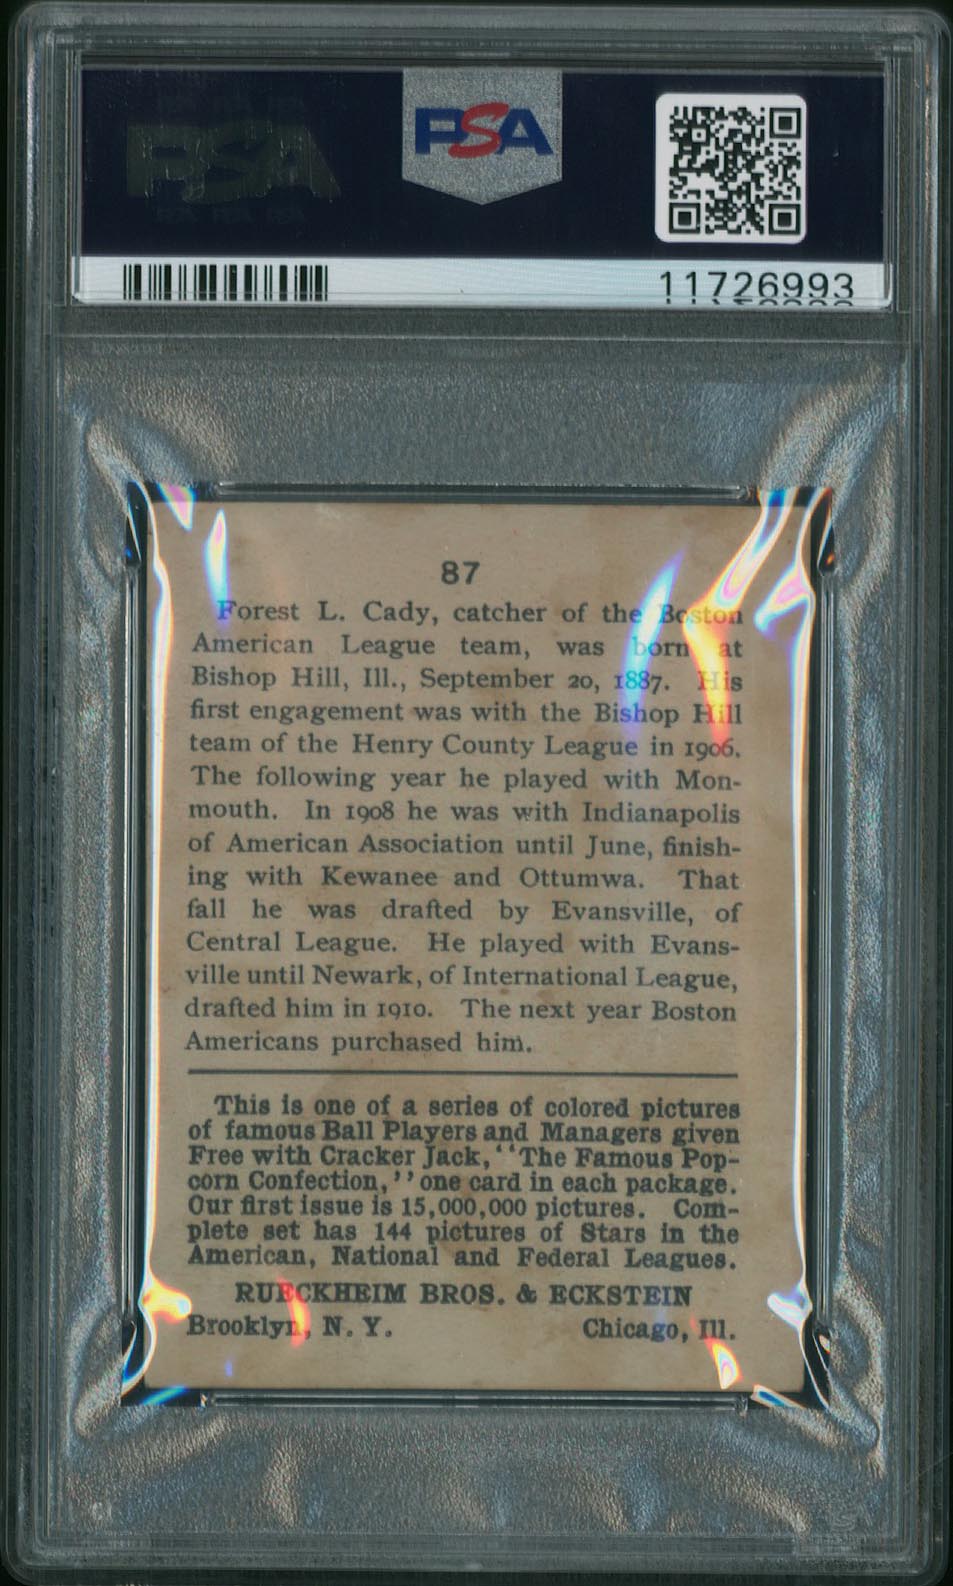 PSA
PSA
11726993
87
Forest L. Cady, catcher of the Boston
American League team, was born at
Bishop Hill, Ill., September 20, 1887. His
first engagement was with the Bishop Hill
team of the Henry County League in 1906.
The following year he played with Mon-
mouth. In 1908 he was with Indianapolis
of American Association until June, finish-
ing with Kewanee and Ottumwa. That
fall he was drafted by Evansville, of
Central League. He played with Evans-
ville until Newark, of International League,
drafted him in 1910. The next year Boston
Americans purchased him.
This is one of a series of colored pictures
of famous Ball Players and Managers given
Free with Cracker Jack, "The Famous Pop-
corn Confection," one card in each package.
Our first issue is 15,000,000 pictures. Com-
plete set has 144 pictures of Stars in the
American, National and Federal Leagues.
RUECKHEIM BROS. & ECKSTEIN
Brooklyn, N. Y. Chicago, Ill.